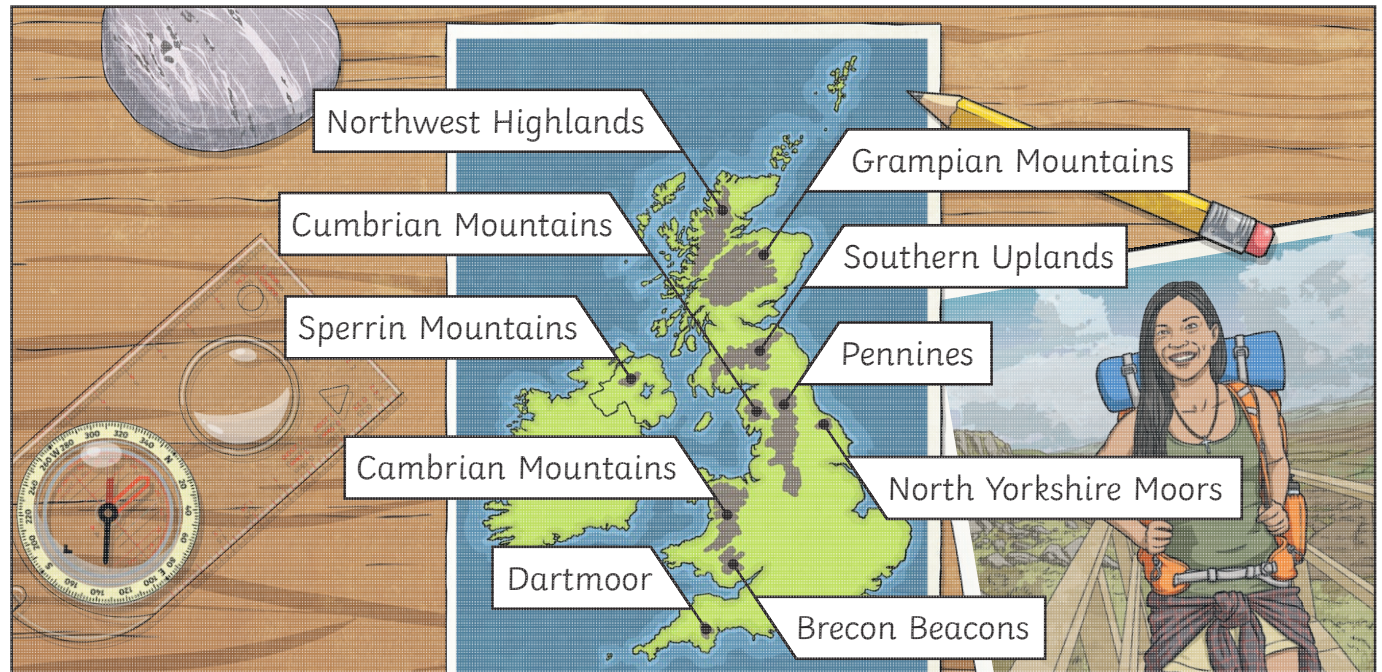 Northwest Highlands
Grampian Mountains
Cumbrian Mountains
Southern Uplands
Sperrin Mountains
Pennines
Cambrian Mountains
North Yorkshire Moors
Dartmoor
Brecon Beacons